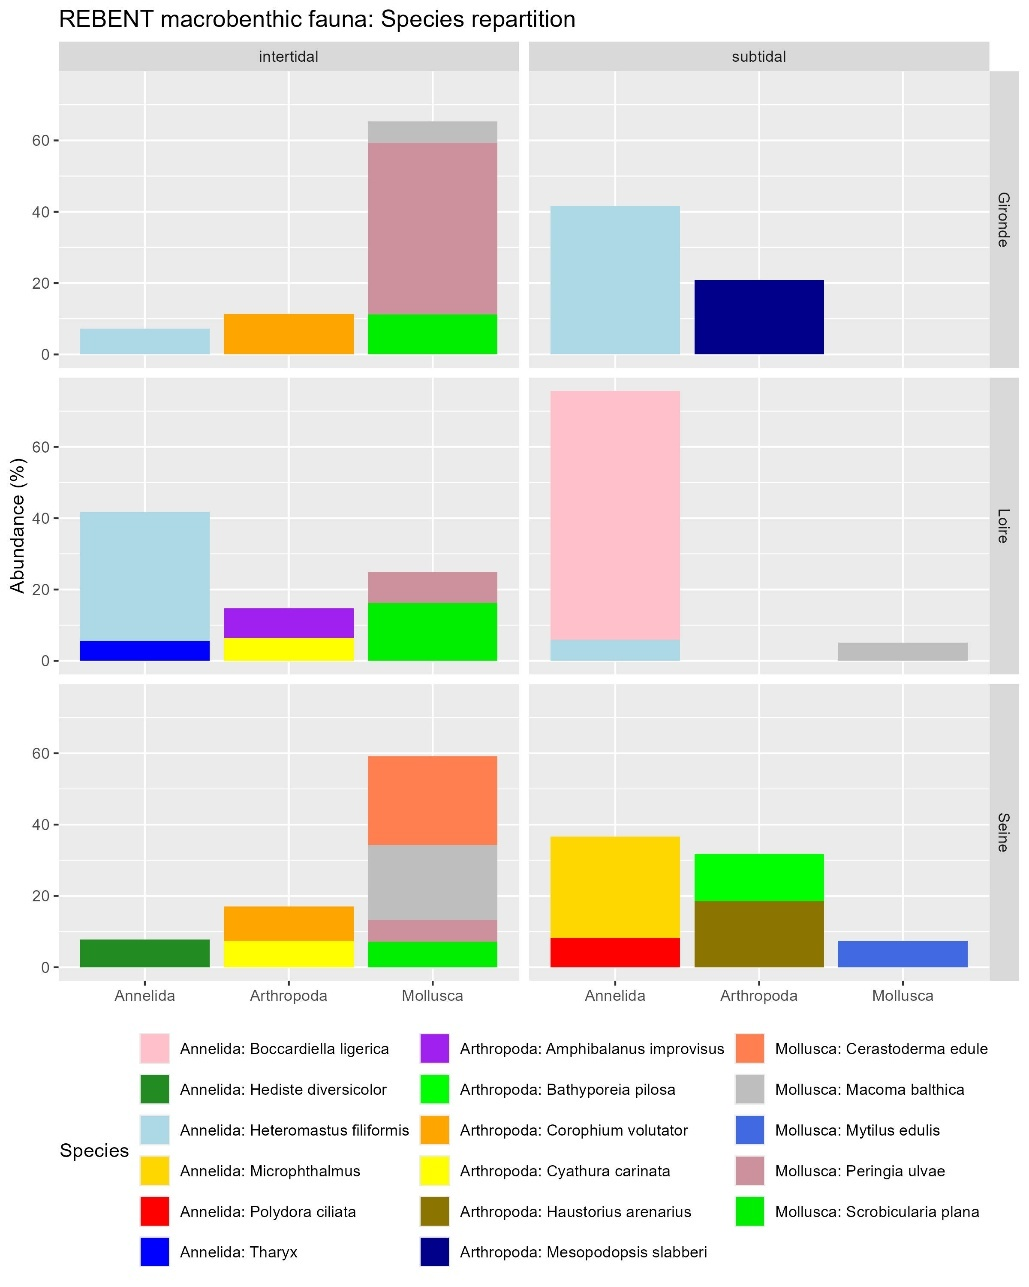 REBENT macrobenthic fauna: Species repartition
intertidal
subtidal
60
40
20
0
Gironde
Abundance (%)
60
40
20
0
Loire
60
40
20
0
Seine
Annelida
Arthropoda
Mollusca
Annelida
Arthropoda
Mollusca
Species
Annelida: Boccardiella ligerica
Annelida: Hediste diversicolor
Annelida: Heteromastus filiformis
Annelida: Microphthalmus
Annelida: Polydora ciliata
Annelida: Tharyx
Arthropoda: Amphibalanus improvisus
Arthropoda: Bathyporeia pilosa
Arthropoda: Corophium volutator
Arthropoda: Cyathura carinata
Arthropoda: Haustorius arenarius
Arthropoda: Mesopodopsis slabberi
Mollusca: Cerastoderma edule
Mollusca: Macoma balthica
Mollusca: Mytilus edulis
Mollusca: Peringia ulvae
Mollusca: Scrobicularia plana